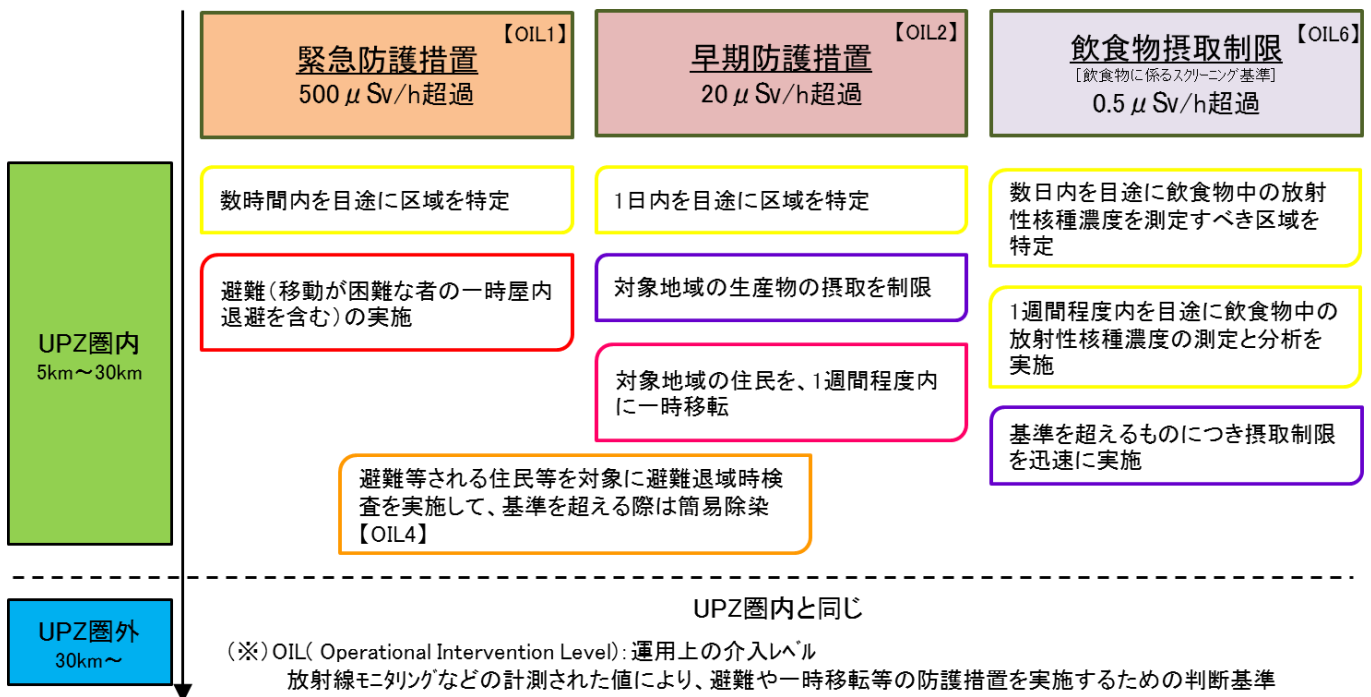 【OIL1】
緊急防護措置
500μSv/h超過
【OIL2】
早期防護措置
20μSv/h超過
【OIL6】
飲食物摂取制限
[飲食物に係るスクリーニング基準]
0.5μSv/h超過
UPZ圏内
5km～30km
数時間内を目途に区域を特定
避難(移動が困難な者の一時屋内
退避を含む)の実施
1日内を目途に区域を特定
対象地域の生産物の摂取を制限
対象地域の住民を、1週間程度内
に一時移転
避難等される住民等を対象に避難退域時検
査を実施して、基準を超える際は簡易除染
【OIL4】
数日内を目途に飲食物中の放射
性核種濃度を測定すべき区域を
特定
1週間程度内を目途に飲食物中の
放射性核種濃度の測定と分析を
実施
基準を超えるものにつき摂取制限
を迅速に実施
UPZ圏外
30km～
UPZ圏内と同じ
(※)OIL( Operational Intervention Level):運用上の介入レベル
放射線モニタリングなどの計測された値により、避難や一時移転等の防護措置を実施するための判断基準